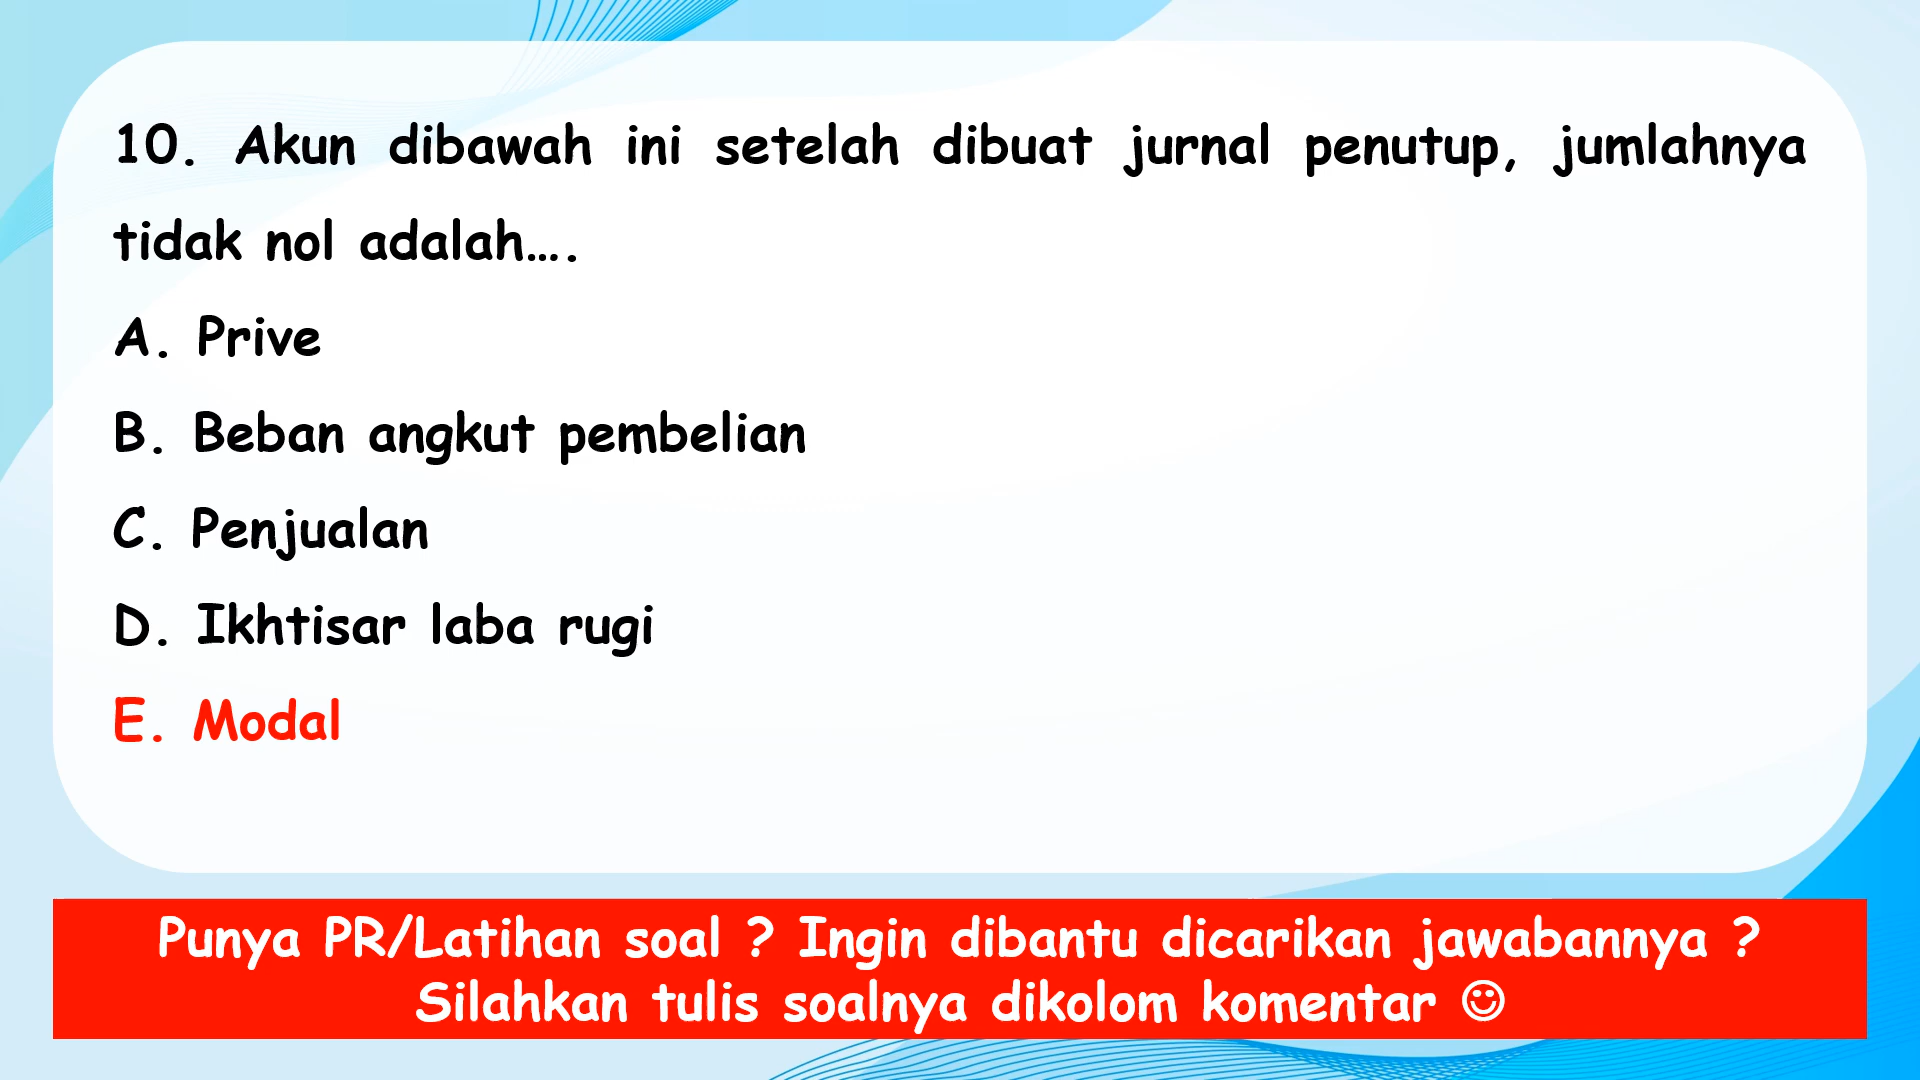 10. Akun dibawah ini setelah dibuat jurnal penutup, jumlahnya
tidak nol adalah....
A. Prive
B. Beban angkut pembelian
C. Penjualan
D. Ikhtisar laba rugi
E. Modal
Punya PR/Latihan soal ? Ingin dibantu dicarikan jawabannya ?
Silahkan tulis soalnya dikolom komentar ☺